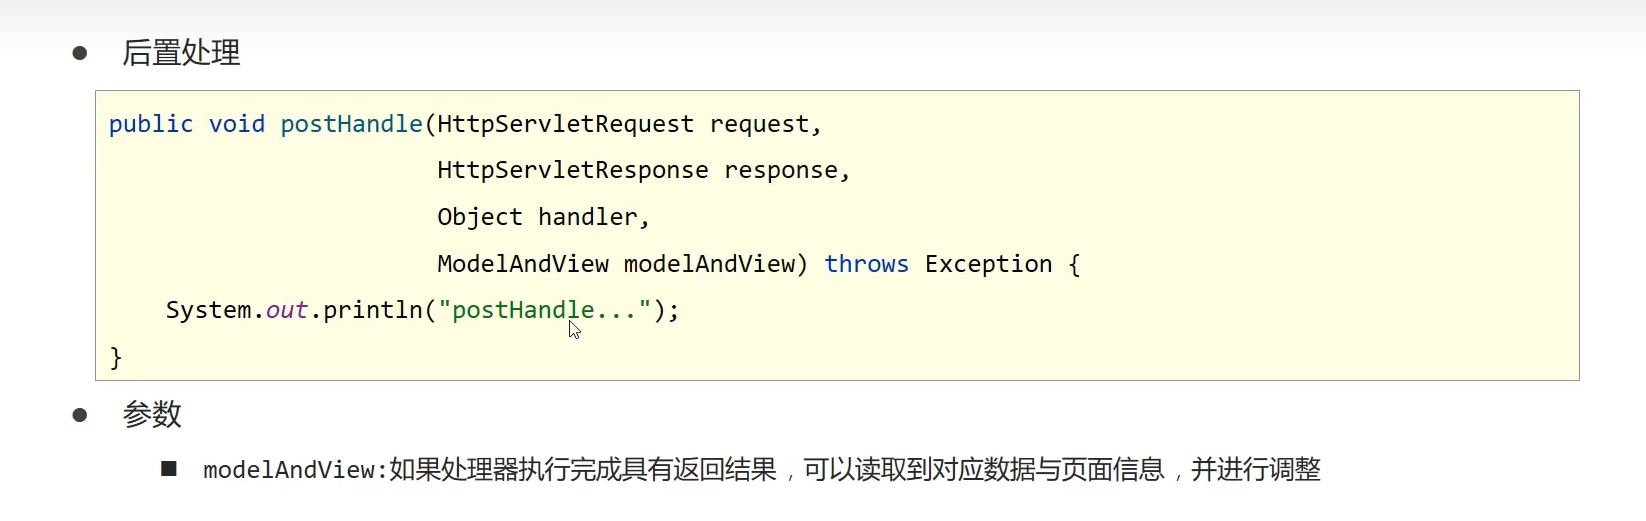 ● 后置处理
public void postHandle(HttpServletRequest request,
HttpServletResponse response,
Object handler,
ModelAndView modelAndView) throws Exception {
System.out.println("postHandle...");
}
● 参数
■ modelAndView:如果处理器执行完成具有返回结果，可以读取到对应数据与页面信息，并进行调整